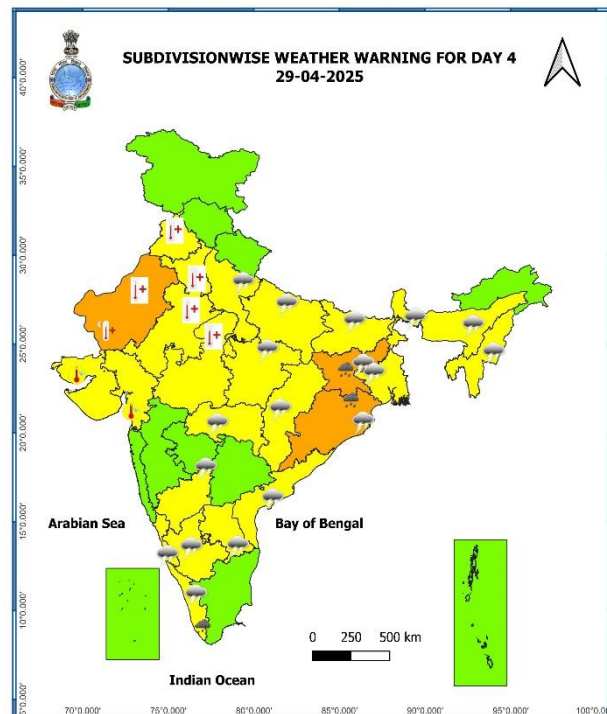 SUBDIVISIONWISE WEATHER WARNING FOR DAY 4
29-04-2025
40°0.000'
35°0.000'
30°0.000'
25°0.000'
20°0.000'
15°0.000'
10°0.000'
5°0.000'
Arabian Sea
Bay of Bengal
0 250 500 km
Indian Ocean
70°0.000' 75°0.000' 80°0.000' 85°0.000' 90°0.000' 95°0.000' 100°0.00